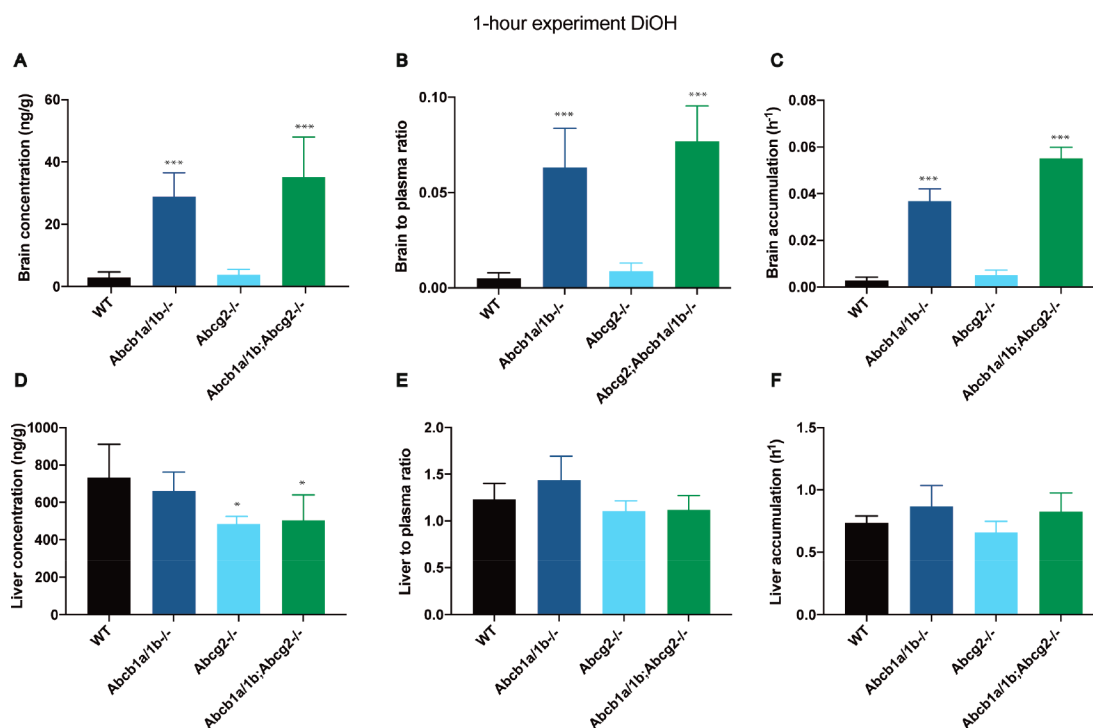 1-hour experiment DiOH
A
Brain concentration (ng/g)
60
40
20
0
***
***
WT
Abcb1a/1b-/-
Abcg2-/-
Abcb1a/1b;Abcg2-/-
B
Brain to plasma ratio
0.10
0.05
0.00
***
***
WT
Abcb1a/1b-/-
Abcg2-/-
Abcg2;Abcb1a/1b-/-
C
Brain accumulation (h-1)
0.08
0.06
0.04
0.02
0.00
***
***
WT
Abcb1a/1b-/-
Abcg2-/-
Abcb1a/1b;Abcg2-/-
D
Liver concentration (ng/g)
1000
800
600
400
200
0
*
*
WT
Abcb1a/1b-/-
Abcg2-/-
Abcb1a/1b;Abcg2-/-
E
Liver to plasma ratio
2.0
1.5
1.0
0.5
0.0
WT
Abcb1a/1b-/-
Abcg2-/-
Abcb1a/1b;Abcg2-/-
F
Liver accumulation (h1)
1.5
1.0
0.5
0.0
WT
Abcb1a/1b-/-
Abcg2-/-
Abcb1a/1b;Abcg2-/-